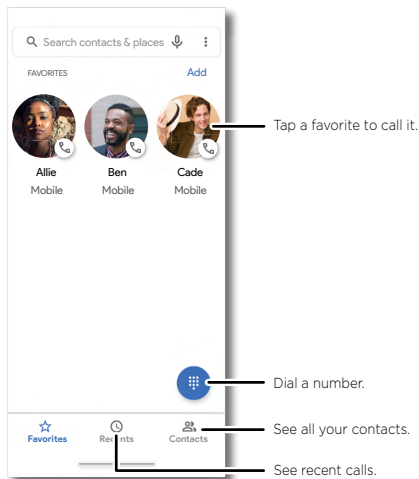 Search contacts & places
FAVORITES Add
Tap a favorite to call it.
Allie Ben Cade
Mobile Mobile Mobile
Dial a number.
Favorites Recents Contacts
See all your contacts.
See recent calls.